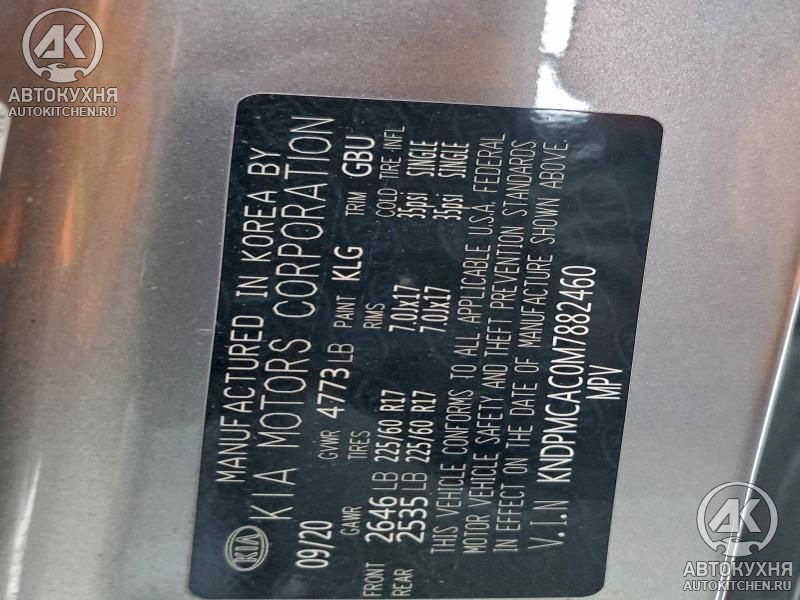 AK
АВТОКУХНЯ
AUTOKITCHEN.RU
MANUFACTURED IN KOREA BY
KIA KIA MOTORS CORPORATION
09/20 GVWR 4773 LB PAINT KLG TRIM GBU
GAWR TIRES RIMS COLD TIRE INFL
FRONT 2646 LB 225/60 R17 7.0Jx17 35psi SINGLE
REAR 2535 LB 225/60 R17 7.0Jx17 35psi SINGLE
THIS VEHICLE CONFORMS TO ALL APPLICABLE U.S.A. FEDERAL
MOTOR VEHICLE SAFETY AND THEFT PREVENTION STANDARDS
IN EFFECT ON THE DATE OF MANUFACTURE SHOWN ABOVE.
V.I.N KNDPMCAC0M7882460
MPV
AK
АВТОКУХНЯ
AUTOKITCHEN.RU